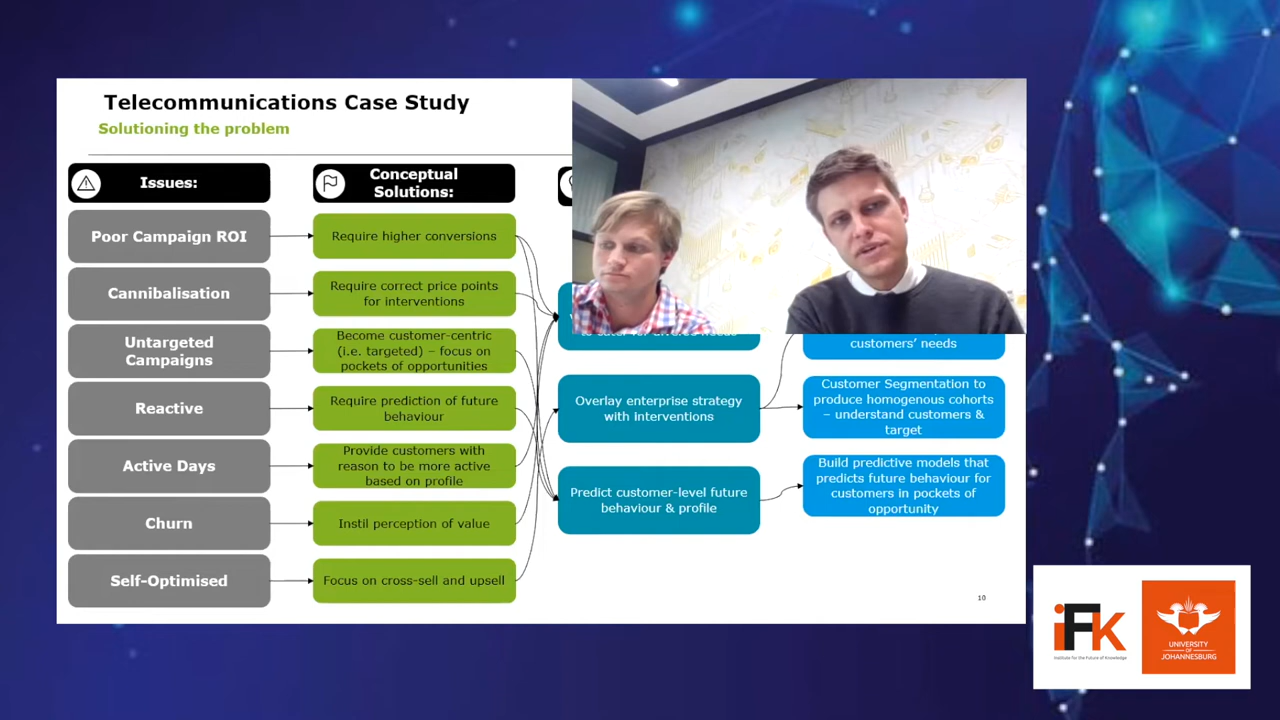 Telecommunications Case Study
Solutioning the problem
Issues:
Conceptual
Solutions:
Poor Campaign ROI
Require higher conversions
Cannibalisation
Require correct price points
for interventions
Untargeted
Campaigns
Become customer-centric
(i.e. targeted) – focus on
pockets of opportunities
Reactive
Require prediction of future
behaviour
Active Days
Provide customers with
reason to be more active
based on profile
Churn
Instil perception of value
Self-Optimised
Focus on cross-sell and upsell
Overlay enterprise strategy
with interventions
Predict customer-level future
behaviour & profile
customers’ needs
Customer Segmentation to
produce homogenous cohorts
– understand customers &
target
Build predictive models that
predicts future behaviour for
customers in pockets of
opportunity
18
iFK
Institute for the Future of Knowledge
UNIVERSITY
OF
JOHANNESBURG